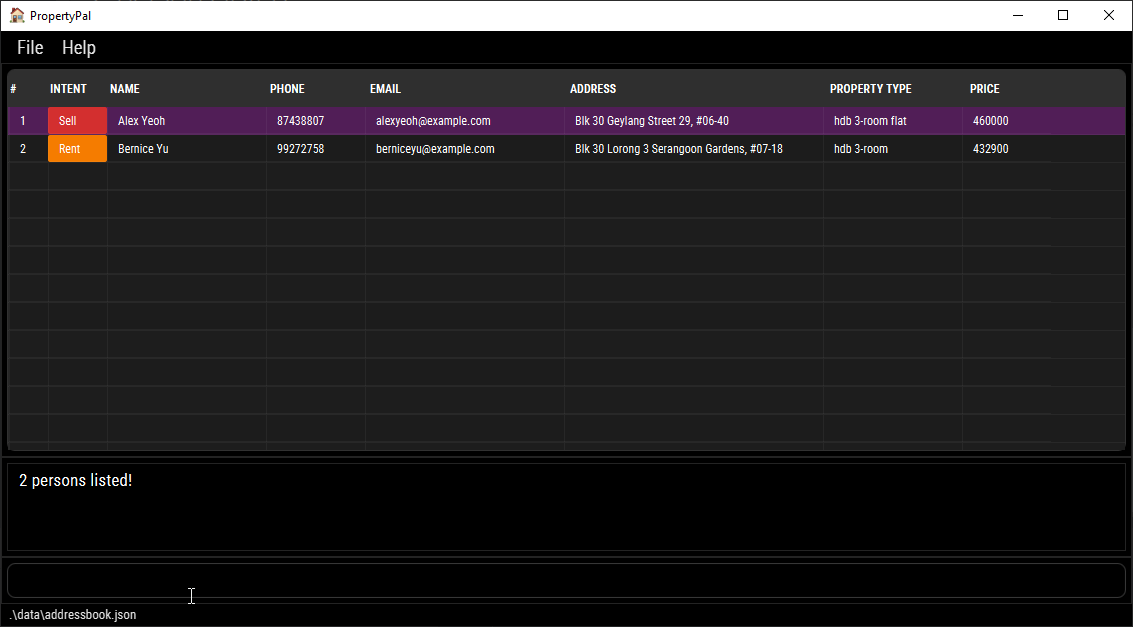 PropertyPal
File Help
# INTENT NAME PHONE EMAIL ADDRESS PROPERTY TYPE PRICE
1 Sell Alex Yeoh 87438807 alexyeoh@example.com Blk 30 Geylang Street 29, #06-40 hdb 3-room flat 460000
2 Rent Bernice Yu 99272758 berniceyu@example.com Blk 30 Lorong 3 Serangoon Gardens, #07-18 hdb 3-room 432900
2 persons listed!
.\data\addressbook.json